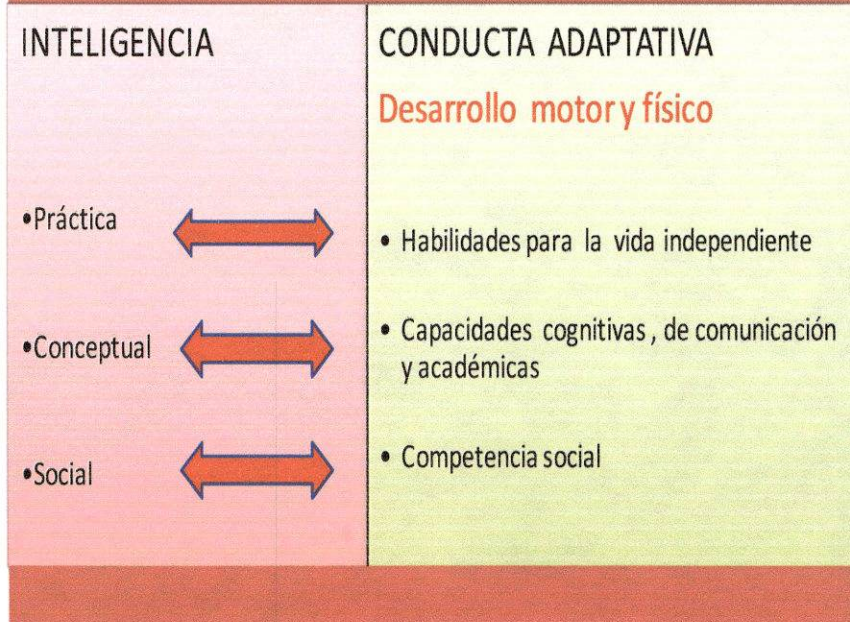 INTELIGENCIA
•Práctica
•Conceptual
•Social
CONDUCTA ADAPTATIVA
Desarrollo motor y físico
• Habilidades para la vida independiente
• Capacidades cognitivas , de comunicación
y académicas
• Competencia social